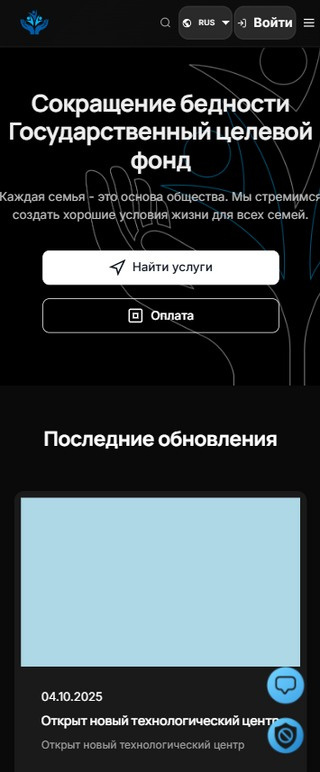 RUS
Войти
Сокращение бедности
Государственный целевой
фонд
Каждая семья - это основа общества. Мы стремимся
создать хорошие условия жизни для всех семей.
Найти услуги
Оплата
Последние обновления
04.10.2025
Открыт новый технологический центр
Открыт новый технологический центр